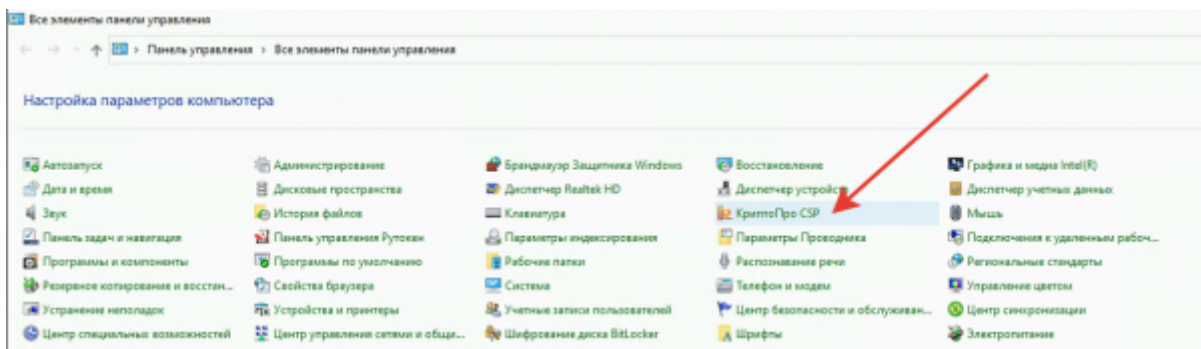 Все элементы панели управления
Панель управления > Все элементы панели управления
Настройка параметров компьютера
Автозапуск Администрирование Брандмауэр Защитника Windows Восстановление Графика и медиа Intel(R)
Дата и время Дисковые пространства Диспетчер Realtek HD Диспетчер устройств Диспетчер учетных данных
Звук История файлов Клавиатура КриптоПро CSP Мышь
Панель задач и навигация Панель управления Рутокен Параметры индексирования Параметры Проводника Подключения к удаленным рабоч...
Программы и компоненты Программы по умолчанию Рабочие папки Распознавание речи Региональные стандарты
Резервное копирование и восстан... Свойства браузера Система Телефон и модем Управление цветом
Устранение неполадок Устройства и принтеры Учетные записи пользователей Центр безопасности и обслуживан... Центр синхронизации
Центр специальных возможностей Центр управления сетями и общи... Шифрование диска BitLocker Шрифты Электропитание